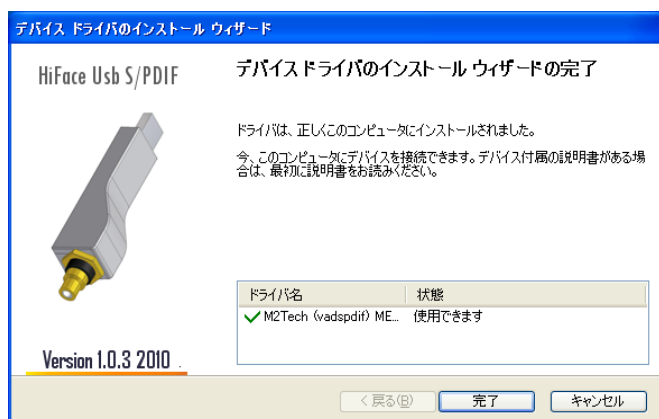 デバイス ドライバのインストール ウィザード
HiFace Usb S/PDIF
デバイス ドライバのインストール ウィザードの完了
ドライバは、正しくこのコンピュータにインストールされました。
今、このコンピュータにデバイスを接続できます。デバイス付属の説明書がある場
合は、最初に説明書をお読みください。
ドライバ名 状態
M2Tech (vadspdif) ME... 使用できます
Version 1.0.3 2010 .
< 戻る(B) 完了 キャンセル